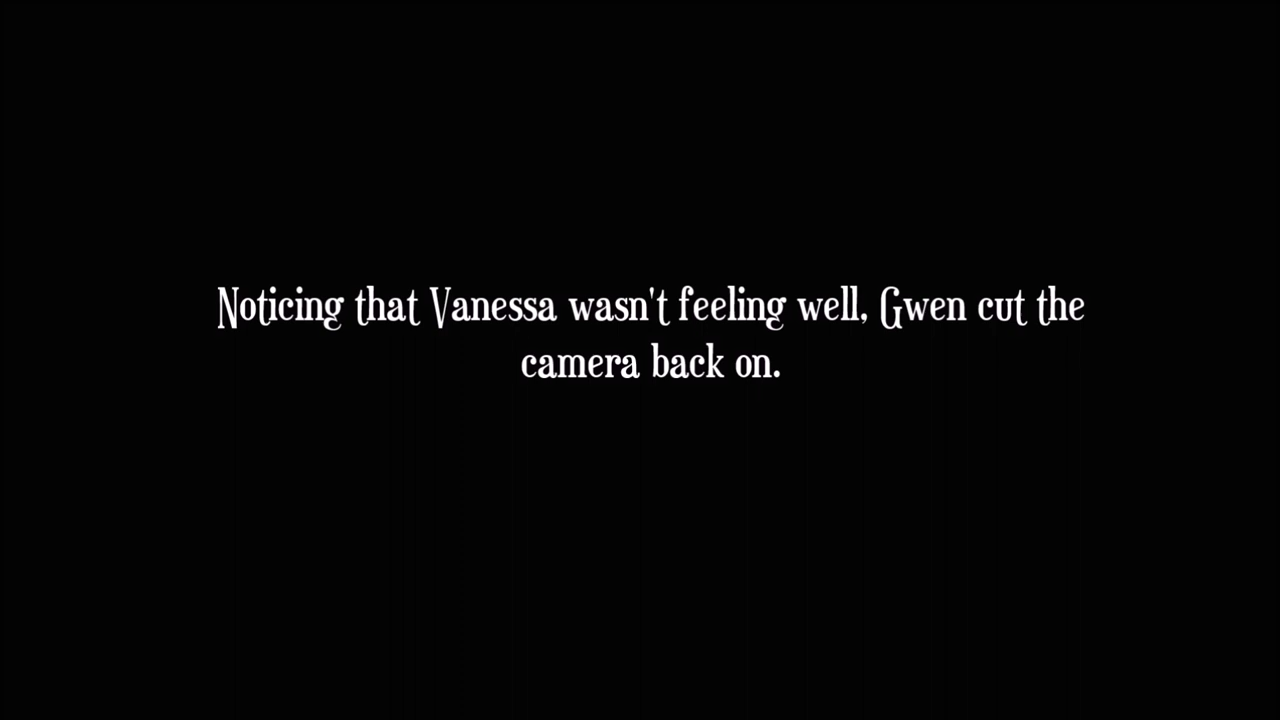 Noticing that Vanessa wasn't feeling well, Gwen cut the
camera back on.